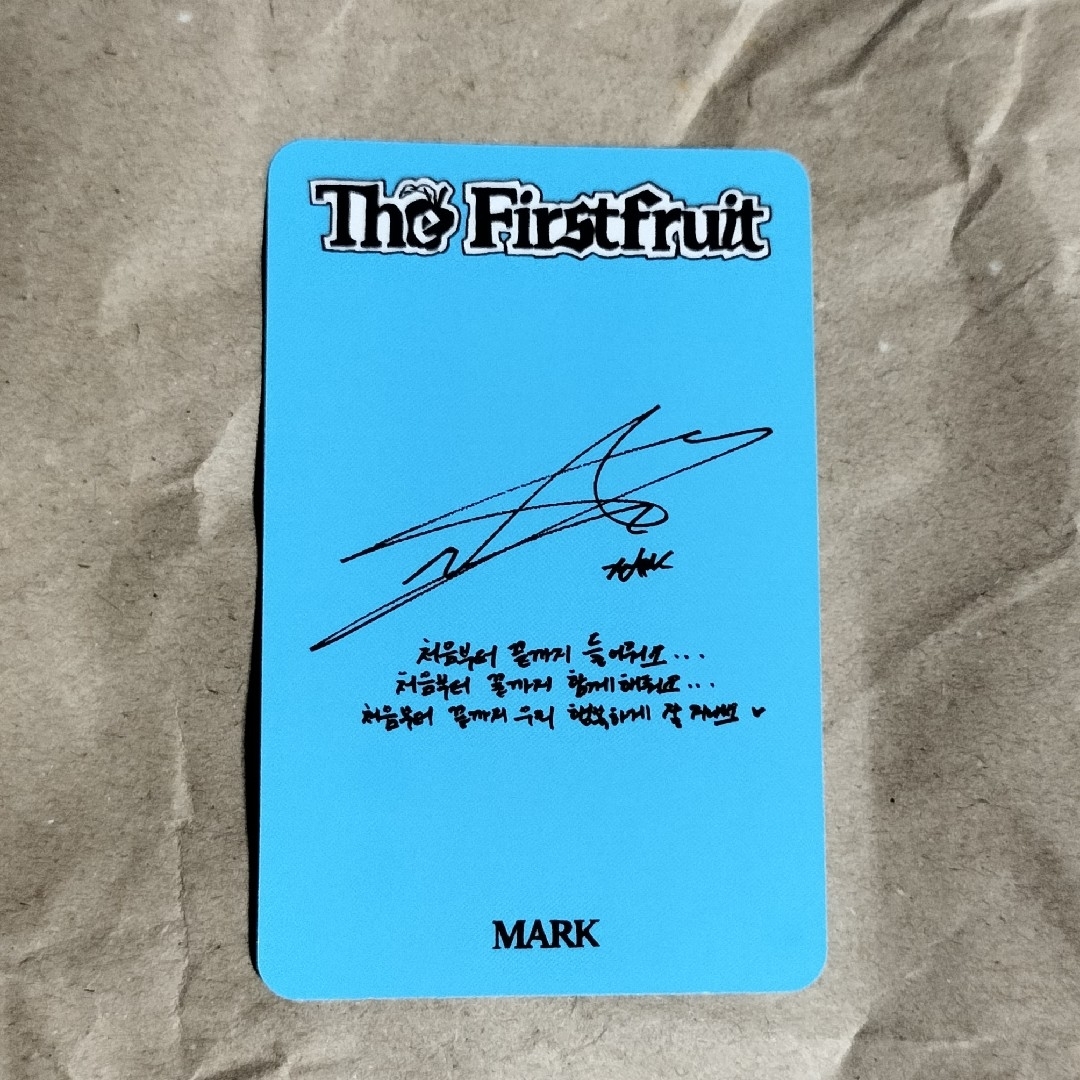 The Firstfruit
처음부터 끝까지 들어줘요...
처음부터 끝까지 함께해줘요...
처음부터 끝까지 우리 행복하게 잘 지내봐 ♥
MARK